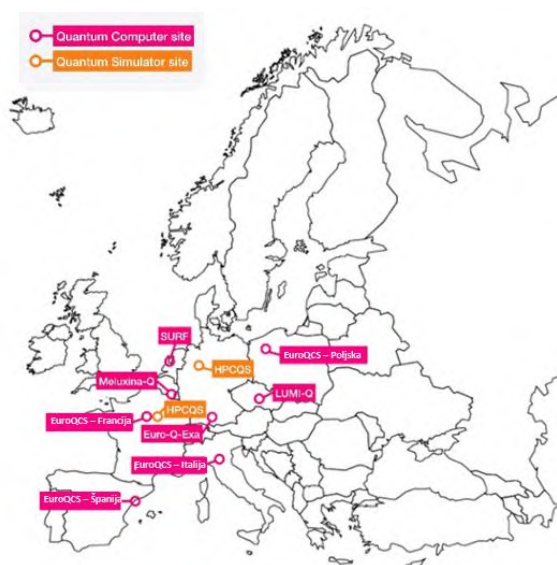 Quantum Computer site
Quantum Simulator site
SURF
HPCQS
EuroQCS – Poljska
Meluxina-Q
LUMI-Q
HPCQS
EuroQCS – Francija
Euro-Q-Exa
EuroQCS – Italija
EuroQCS – Španija